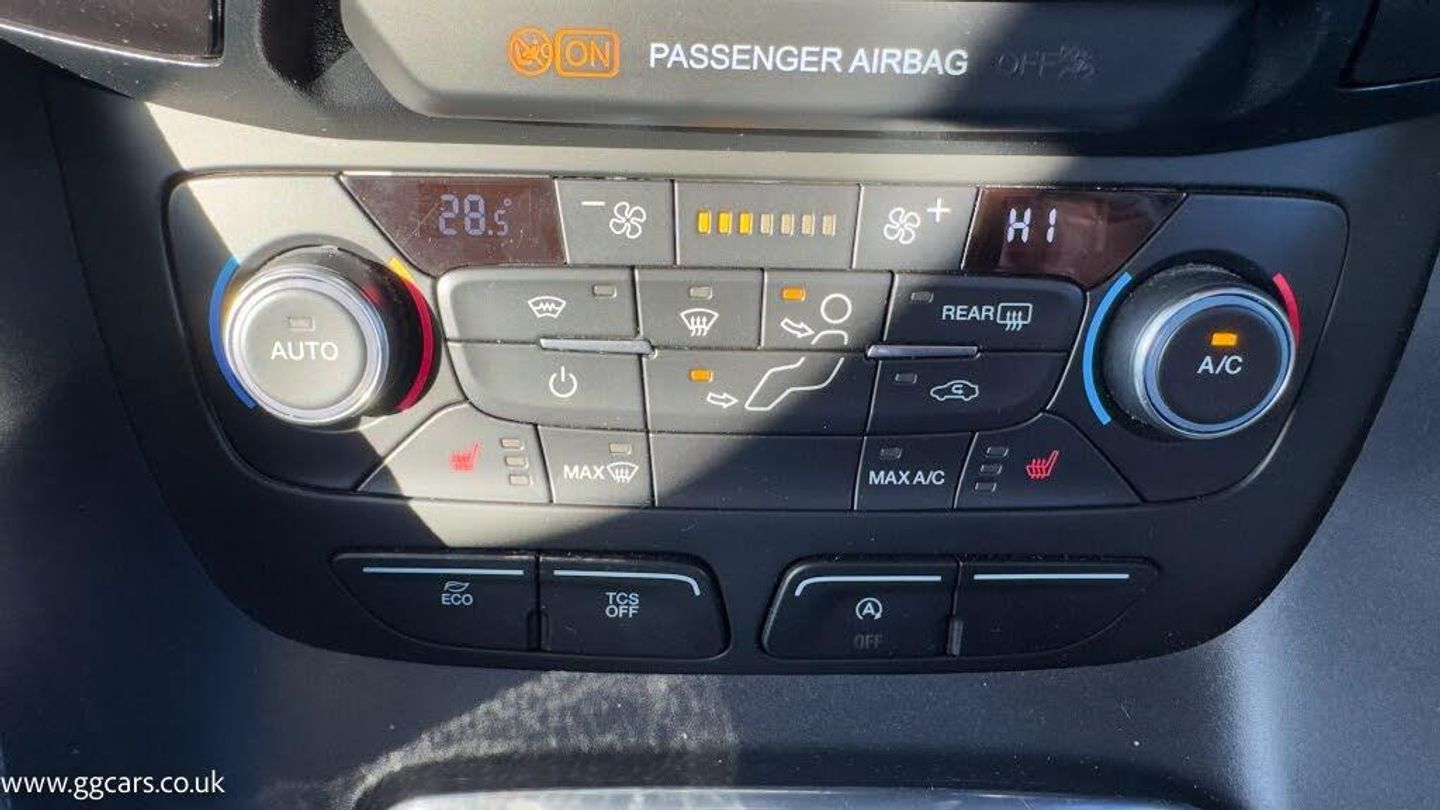 ON PASSENGER AIRBAG OFF
28.5° − + HI
REAR
AUTO
A/C
MAX
MAX A/C
ECO
TCS
OFF
A
OFF
www.ggcars.co.uk